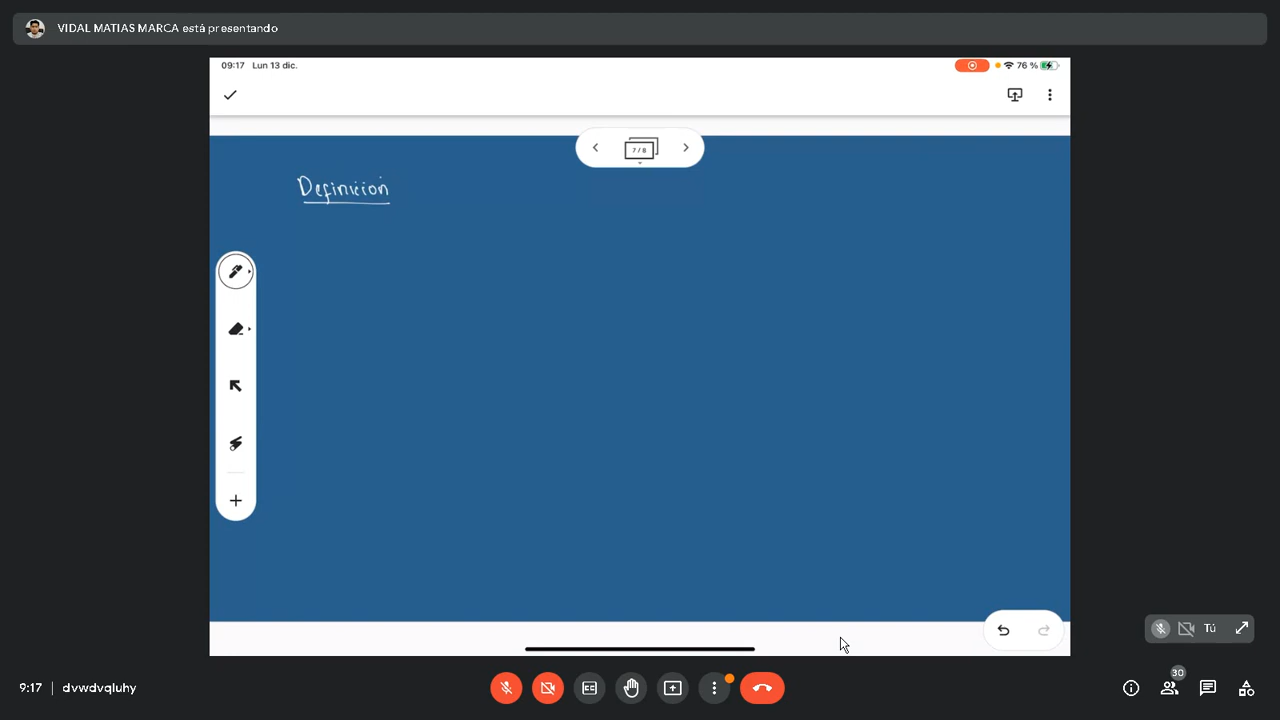 VIDAL MATIAS MARCA está presentando
09:17 Lun 13 dic.
76 %
7/8
Definicion
Tú
30
9:17 | dvwdvqluhy